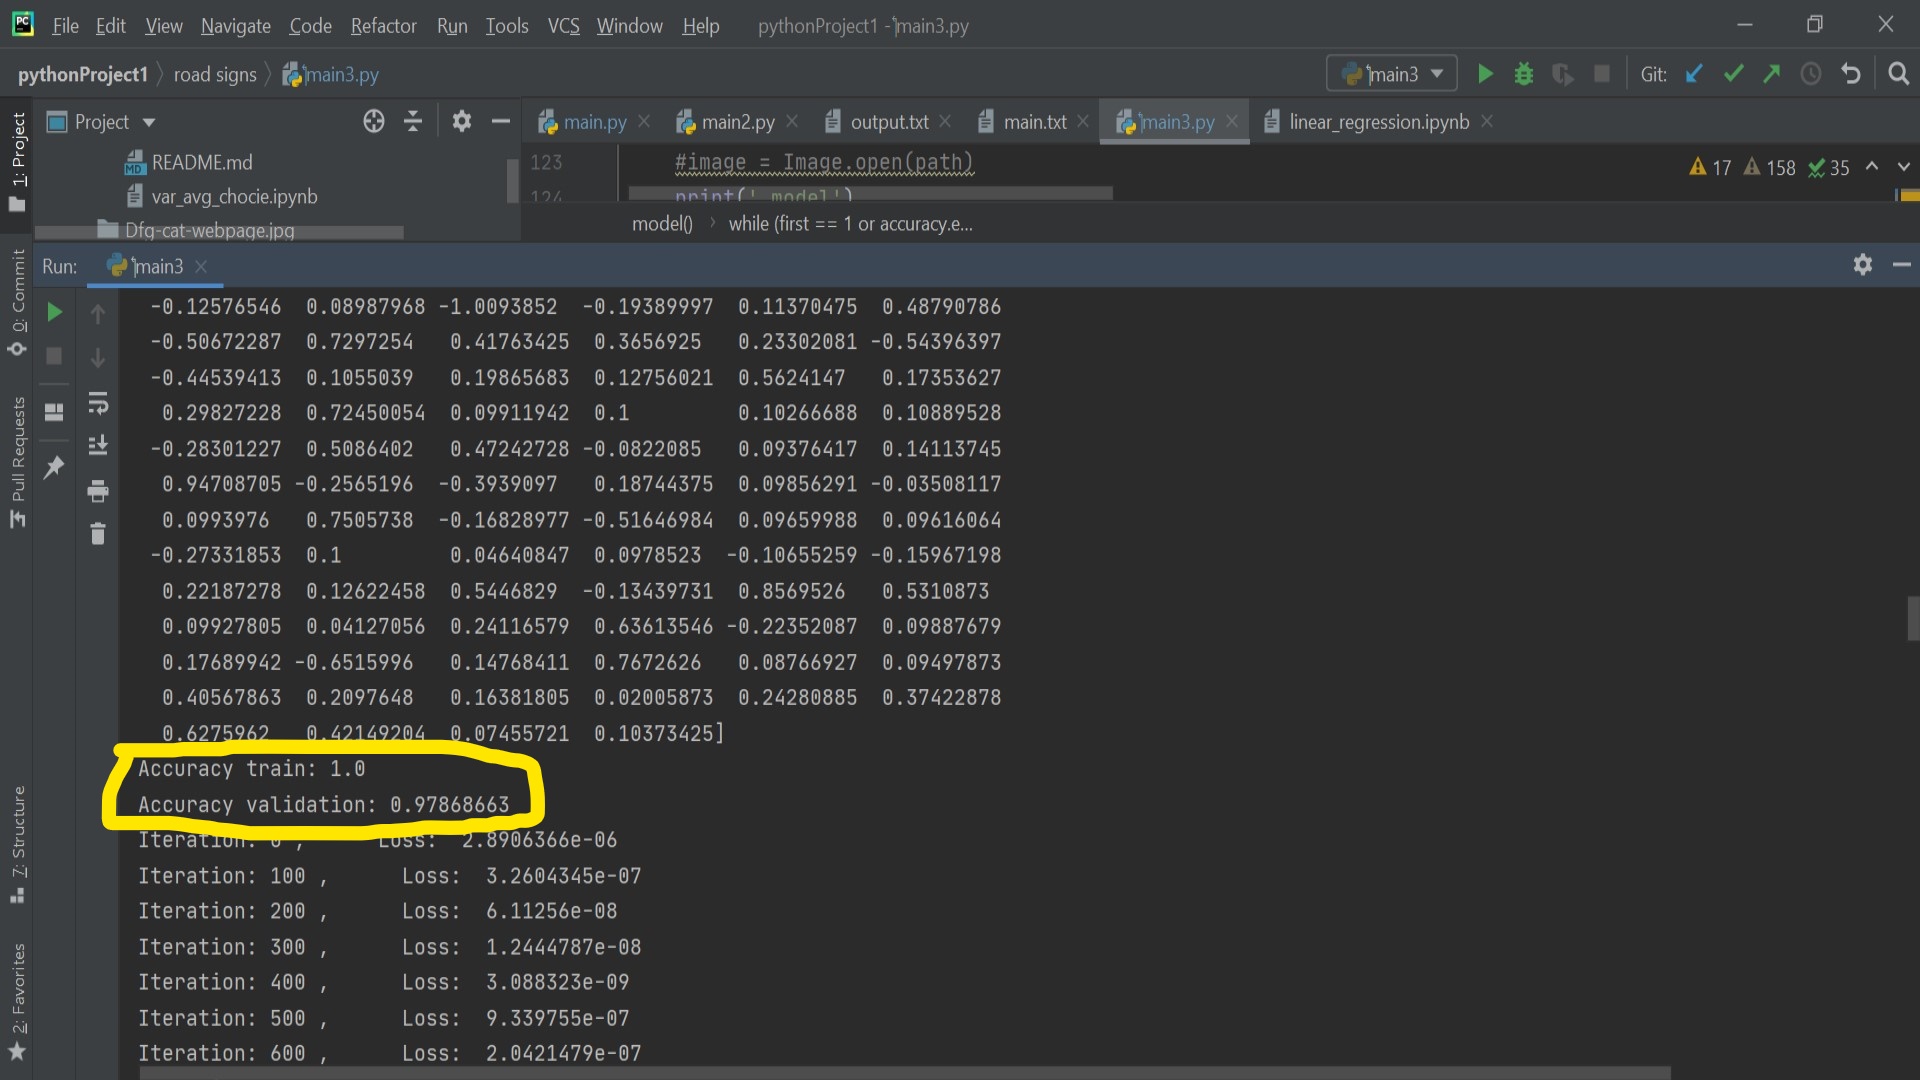 PC File Edit View Navigate Code Refactor Run Tools VCS Window Help pythonProject1 - main3.py
pythonProject1 road signs main3.py main3 Git:
1: Project Project main.py main2.py output.txt main.txt main3.py linear_regression.ipynb
README.md
var_avg_chocie.ipynb
Dfg-cat-webpage.jpg
123 #image = Image.open(path)
124 print(' model')
17 158 35
model() while (first == 1 or accuracy.e...
Run: main3
0: Commit
Pull Requests
7: Structure
2: Favorites
-0.12576546 0.08987968 -1.0093852 -0.19389997 0.11370475 0.48790786
-0.50672287 0.7297254 0.41763425 0.3656925 0.23302081 -0.54396397
-0.44539413 0.1055039 0.19865683 0.12756021 0.5624147 0.17353627
0.29827228 0.72450054 0.09911942 0.1 0.10266688 0.10889528
-0.28301227 0.5086402 0.47242728 -0.0822085 0.09376417 0.14113745
0.94708705 -0.2565196 -0.3939097 0.18744375 0.09856291 -0.03508117
0.0993976 0.7505738 -0.16828977 -0.51646984 0.09659988 0.09616064
-0.27331853 0.1 0.04640847 0.0978523 -0.10655259 -0.15967198
0.22187278 0.12622458 0.5446829 -0.13439731 0.8569526 0.5310873
0.09927805 0.04127056 0.24116579 0.63613546 -0.22352087 0.09887679
0.17689942 -0.6515996 0.14768411 0.7672626 0.08766927 0.09497873
0.40567863 0.2097648 0.16381805 0.02005873 0.24280885 0.37422878
0.6275962 0.42149204 0.07455721 0.10373425]
Accuracy train: 1.0
Accuracy validation: 0.97868663
Iteration: 0 , Loss: 2.8906366e-06
Iteration: 100 , Loss: 3.2604345e-07
Iteration: 200 , Loss: 6.11256e-08
Iteration: 300 , Loss: 1.2444787e-08
Iteration: 400 , Loss: 3.088323e-09
Iteration: 500 , Loss: 9.339755e-07
Iteration: 600 , Loss: 2.0421479e-07